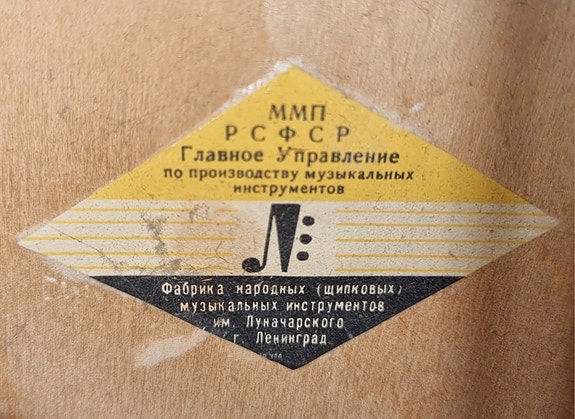 ММП
РСФСР
Главное Управление
по производству музыкальных
инструментов
Фабрика народных (щипковых)
музыкальных инструментов
им. Луначарского
г. Ленинград